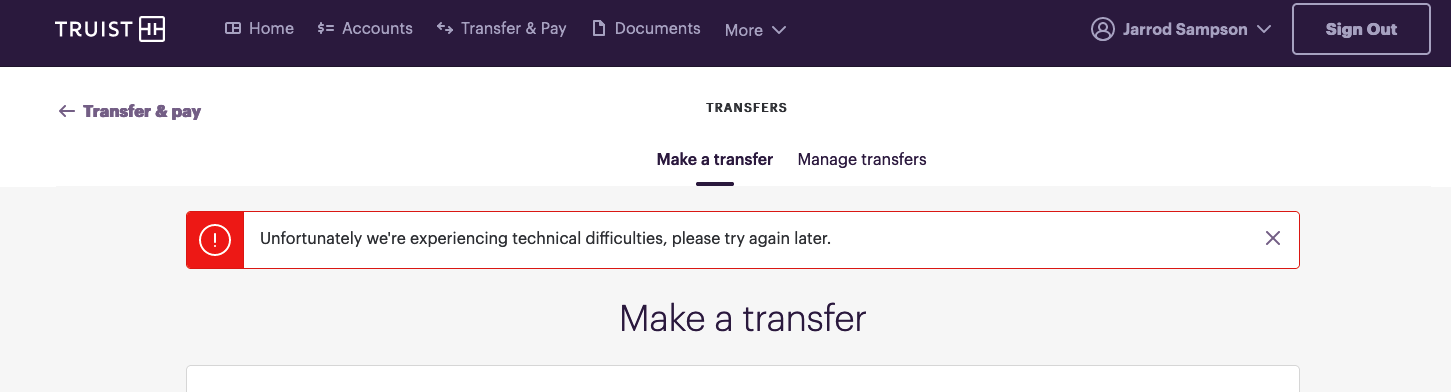 TRUIST Home Accounts Transfer & Pay Documents More Jarrod Sampson Sign Out
Transfer & pay
TRANSFERS
Make a transfer Manage transfers
Unfortunately we're experiencing technical difficulties, please try again later.
Make a transfer